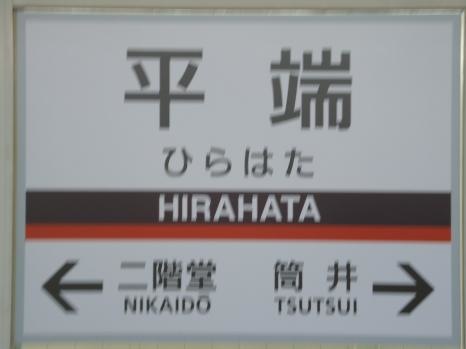 平端
ひらはた
HIRAHATA
← 二階堂 筒井 →
NIKAIDŌ TSUTSUI